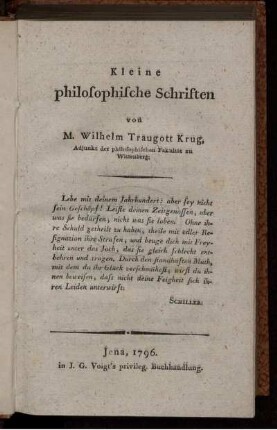 Kleine
philosophische Schriften
von
M. Wilhelm Traugott Krug,
Adjunkt der philosophischen Fakultät zu
Wittenberg.
Lebe mit deinem Jahrhundert: aber sey nicht
sein Geschöpf! Leiste deinen Zeitgenossen, aber
was sie bedürfen, nicht was sie loben. Ohne ih-
re Schuld getheilt zu haben, theile mit edler Re-
signation ihre Strafen, und beuge dich mit Frey-
heit unter das Joch, das sie gleich schlecht ent-
behren und tragen. Durch den standhaften Muth,
mit dem du ihr Glück verschmähest, wirst du ih-
nen beweisen, dass nicht deine Feigheit sich ih-
ren Leiden unterwirft.
SCHILLER.
Jena, 1796.
in J. G. Voigt's privileg. Buchhandlung.